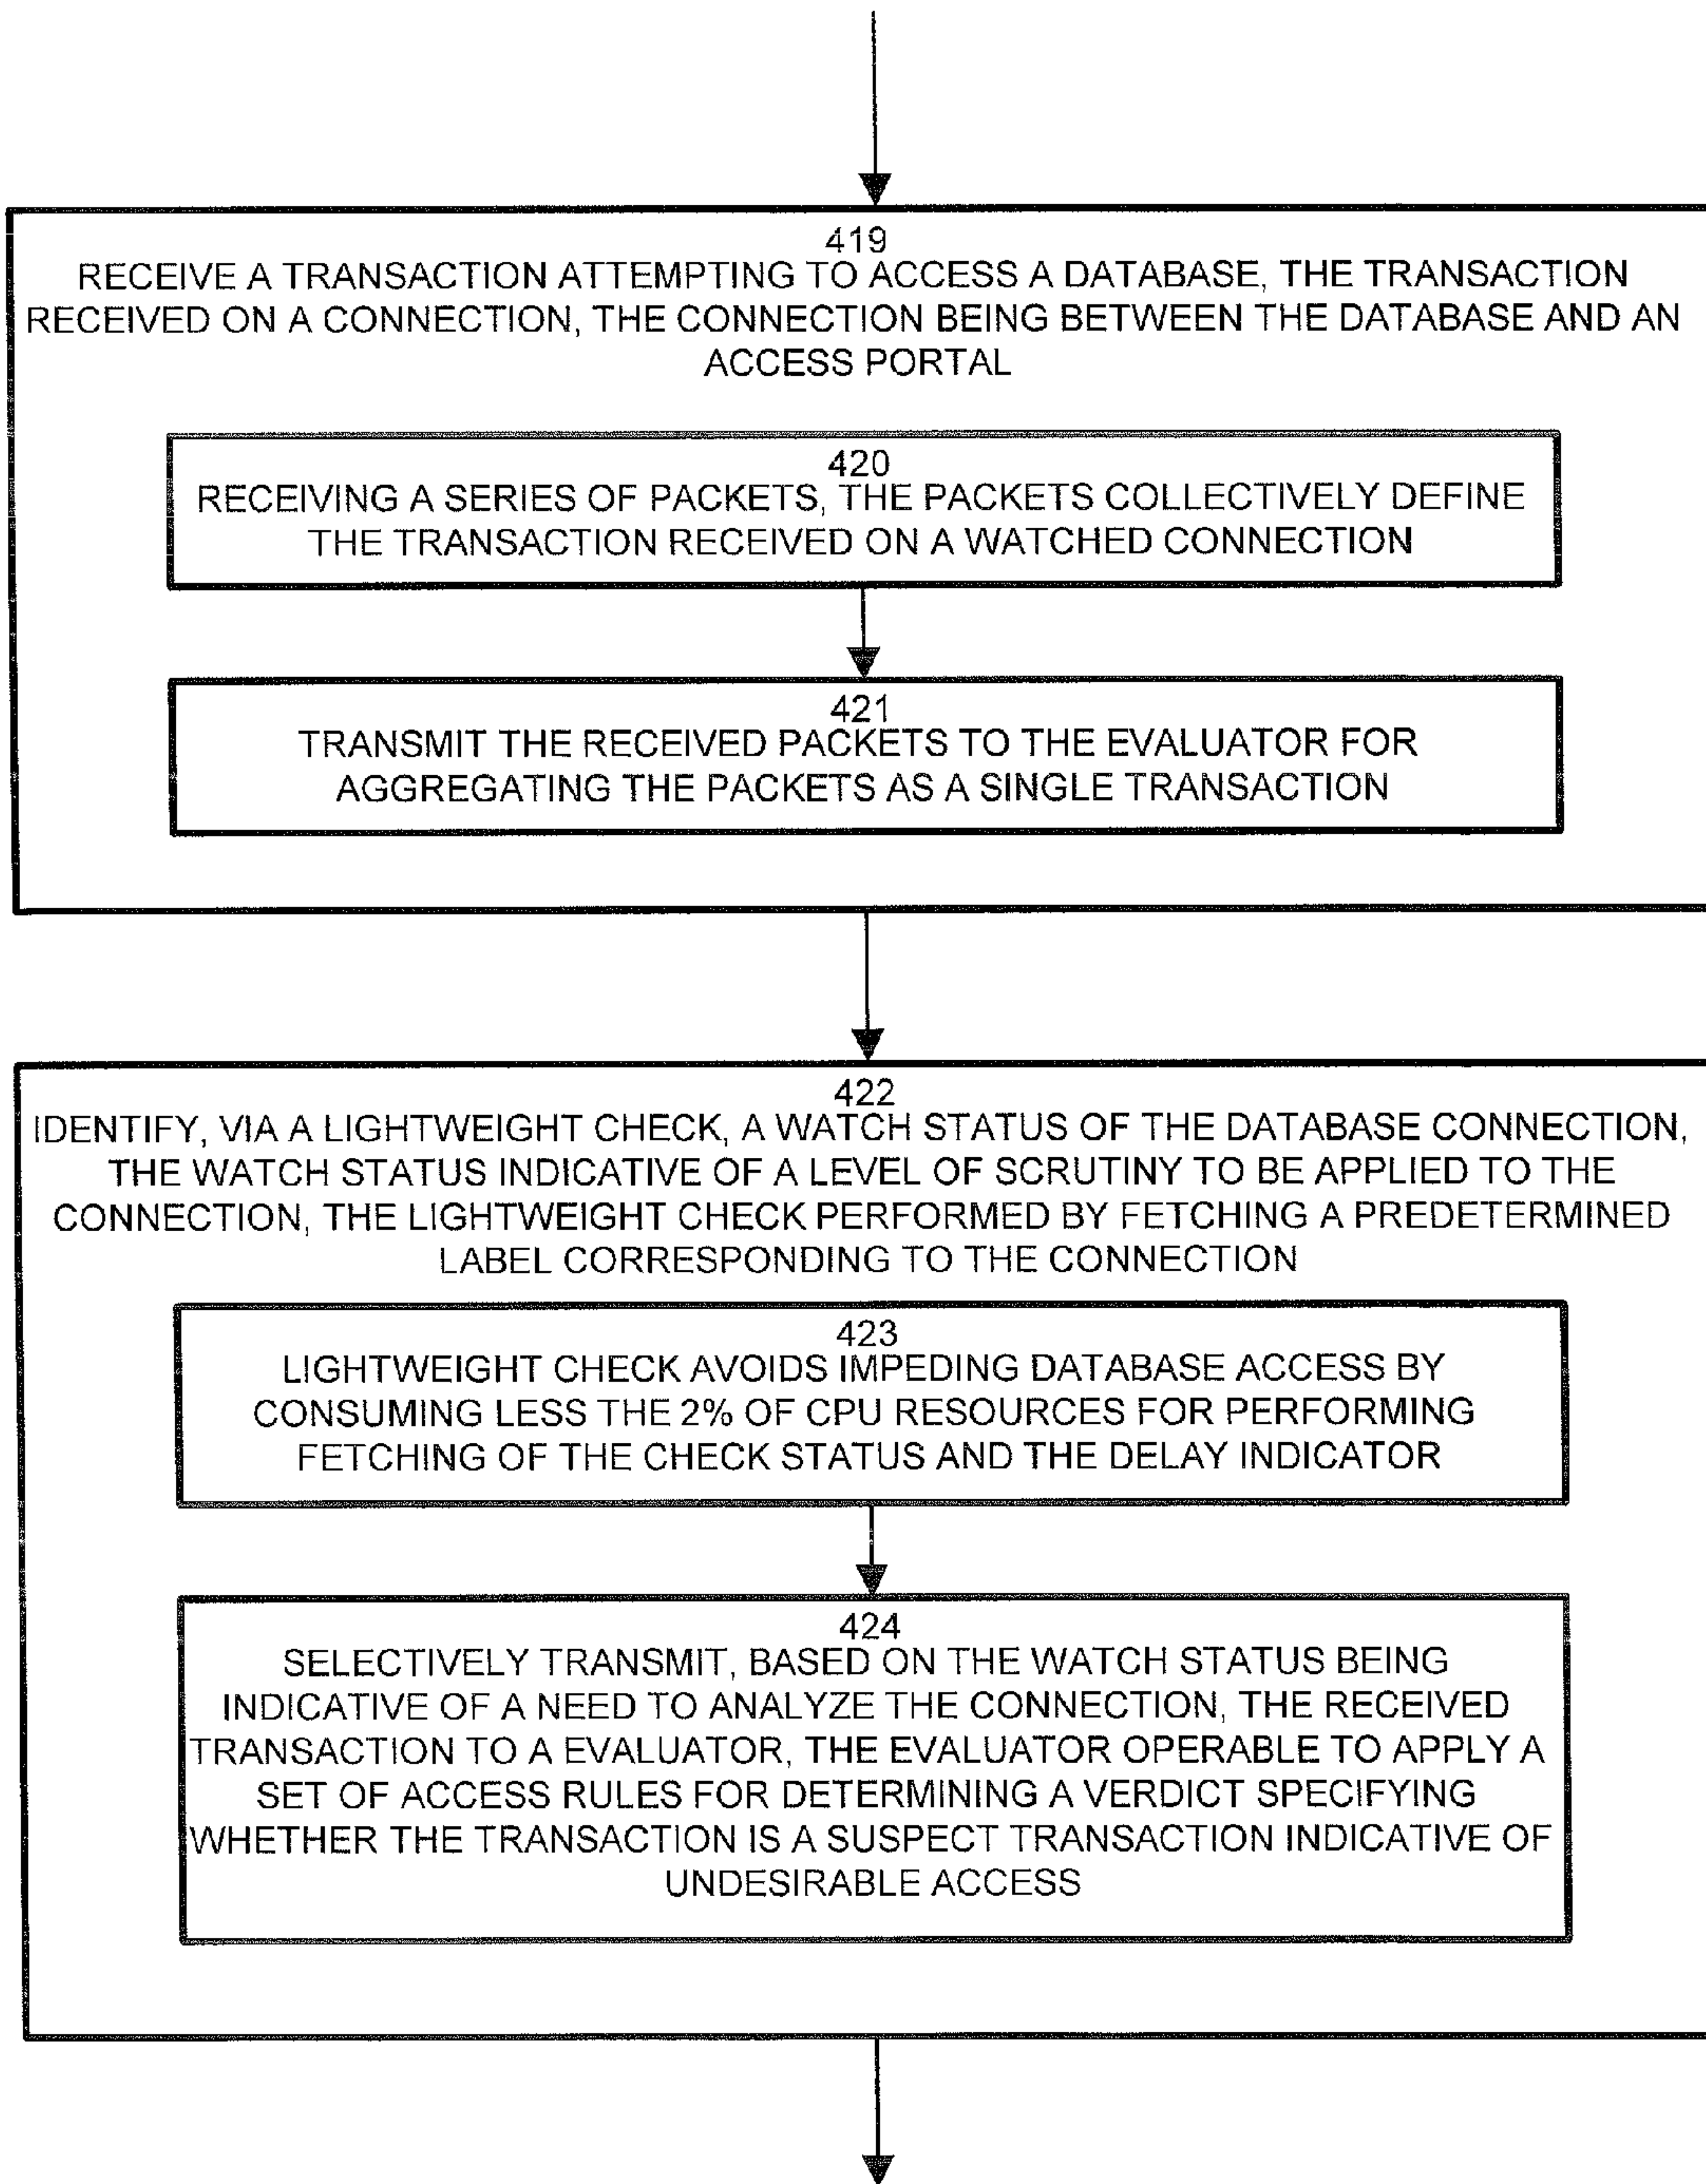 419
RECEIVE A TRANSACTION ATTEMPTING TO ACCESS A DATABASE, THE TRANSACTION
RECEIVED ON A CONNECTION, THE CONNECTION BEING BETWEEN THE DATABASE AND AN
ACCESS PORTAL
420
RECEIVING A SERIES OF PACKETS, THE PACKETS COLLECTIVELY DEFINE
THE TRANSACTION RECEIVED ON A WATCHED CONNECTION
421
TRANSMIT THE RECEIVED PACKETS TO THE EVALUATOR FOR
AGGREGATING THE PACKETS AS A SINGLE TRANSACTION
422
IDENTIFY, VIA A LIGHTWEIGHT CHECK, A WATCH STATUS OF THE DATABASE CONNECTION,
THE WATCH STATUS INDICATIVE OF A LEVEL OF SCRUTINY TO BE APPLIED TO THE
CONNECTION, THE LIGHTWEIGHT CHECK PERFORMED BY FETCHING A PREDETERMINED
LABEL CORRESPONDING TO THE CONNECTION
423
LIGHTWEIGHT CHECK AVOIDS IMPEDING DATABASE ACCESS BY
CONSUMING LESS THE 2% OF CPU RESOURCES FOR PERFORMING
FETCHING OF THE CHECK STATUS AND THE DELAY INDICATOR
424
SELECTIVELY TRANSMIT, BASED ON THE WATCH STATUS BEING
INDICATIVE OF A NEED TO ANALYZE THE CONNECTION, THE RECEIVED
TRANSACTION TO A EVALUATOR, THE EVALUATOR OPERABLE TO APPLY A
SET OF ACCESS RULES FOR DETERMINING A VERDICT SPECIFYING
WHETHER THE TRANSACTION IS A SUSPECT TRANSACTION INDICATIVE OF
UNDESIRABLE ACCESS